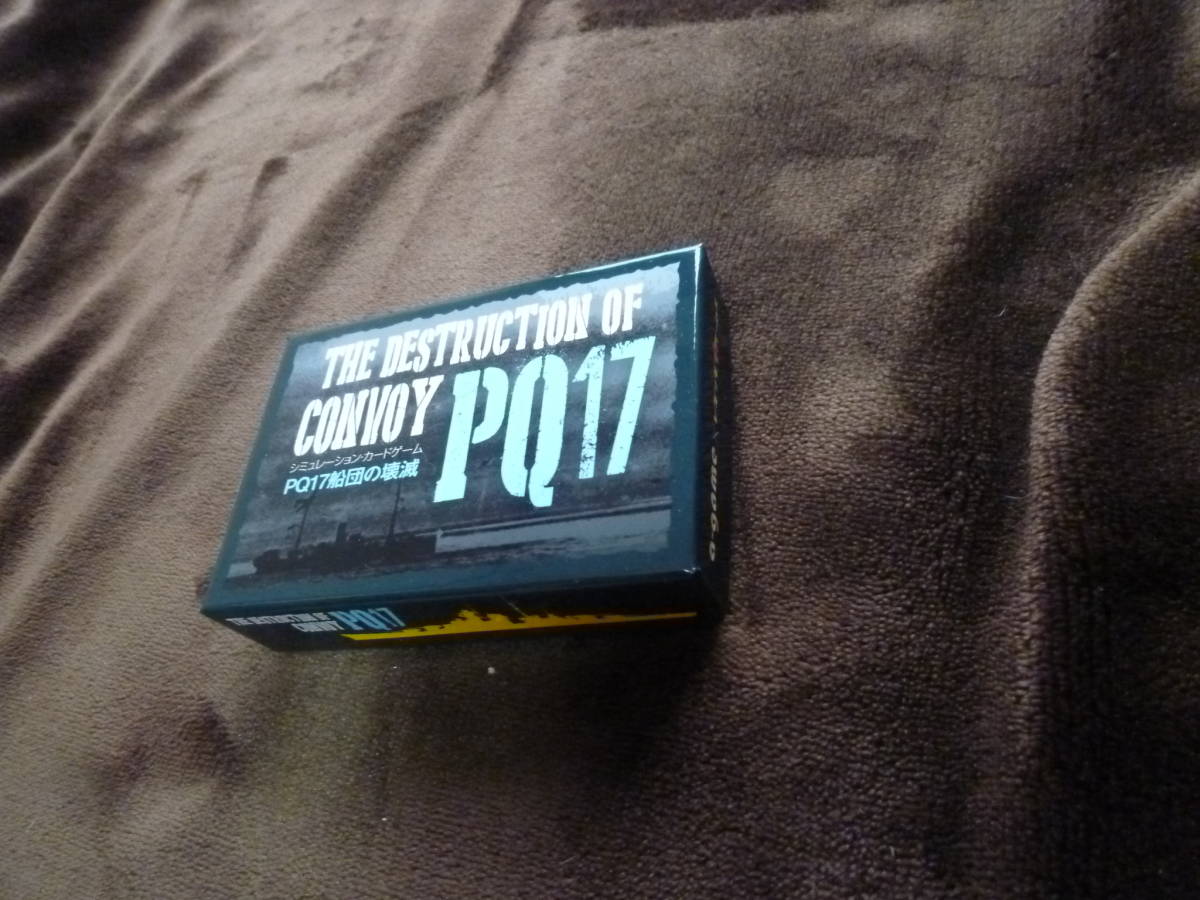 THE DESTRUCTION OF
CONVOY PQ17
シミュレーション・カードゲーム
PQ17船団の壊滅
THE DESTRUCTION OF
CONVOY PQ17